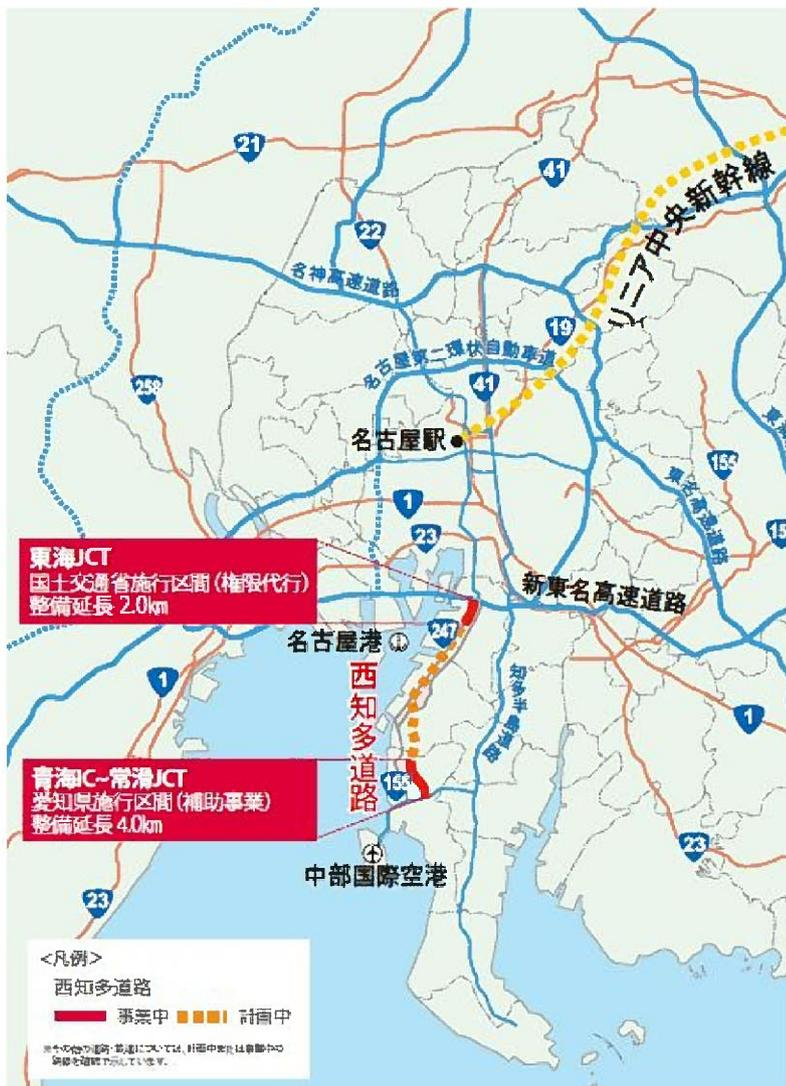 21
41
22
リニア中央新幹線
名神高速道路
19
名古屋第二環状自動車道
41
258
名古屋駅
155
東名高速道路
1
23
東海JCT
国土交通省施行区間(権限代行)
整備延長 2.0km
新東名高速道路
247
名古屋港
西知多道路
知多半島道路
1
1
青海IC~常滑JCT
愛知県施行区間(補助事業)
整備延長 4.0km
155
中部国際空港
23
23
<凡例>
西知多道路
事業中
計画中